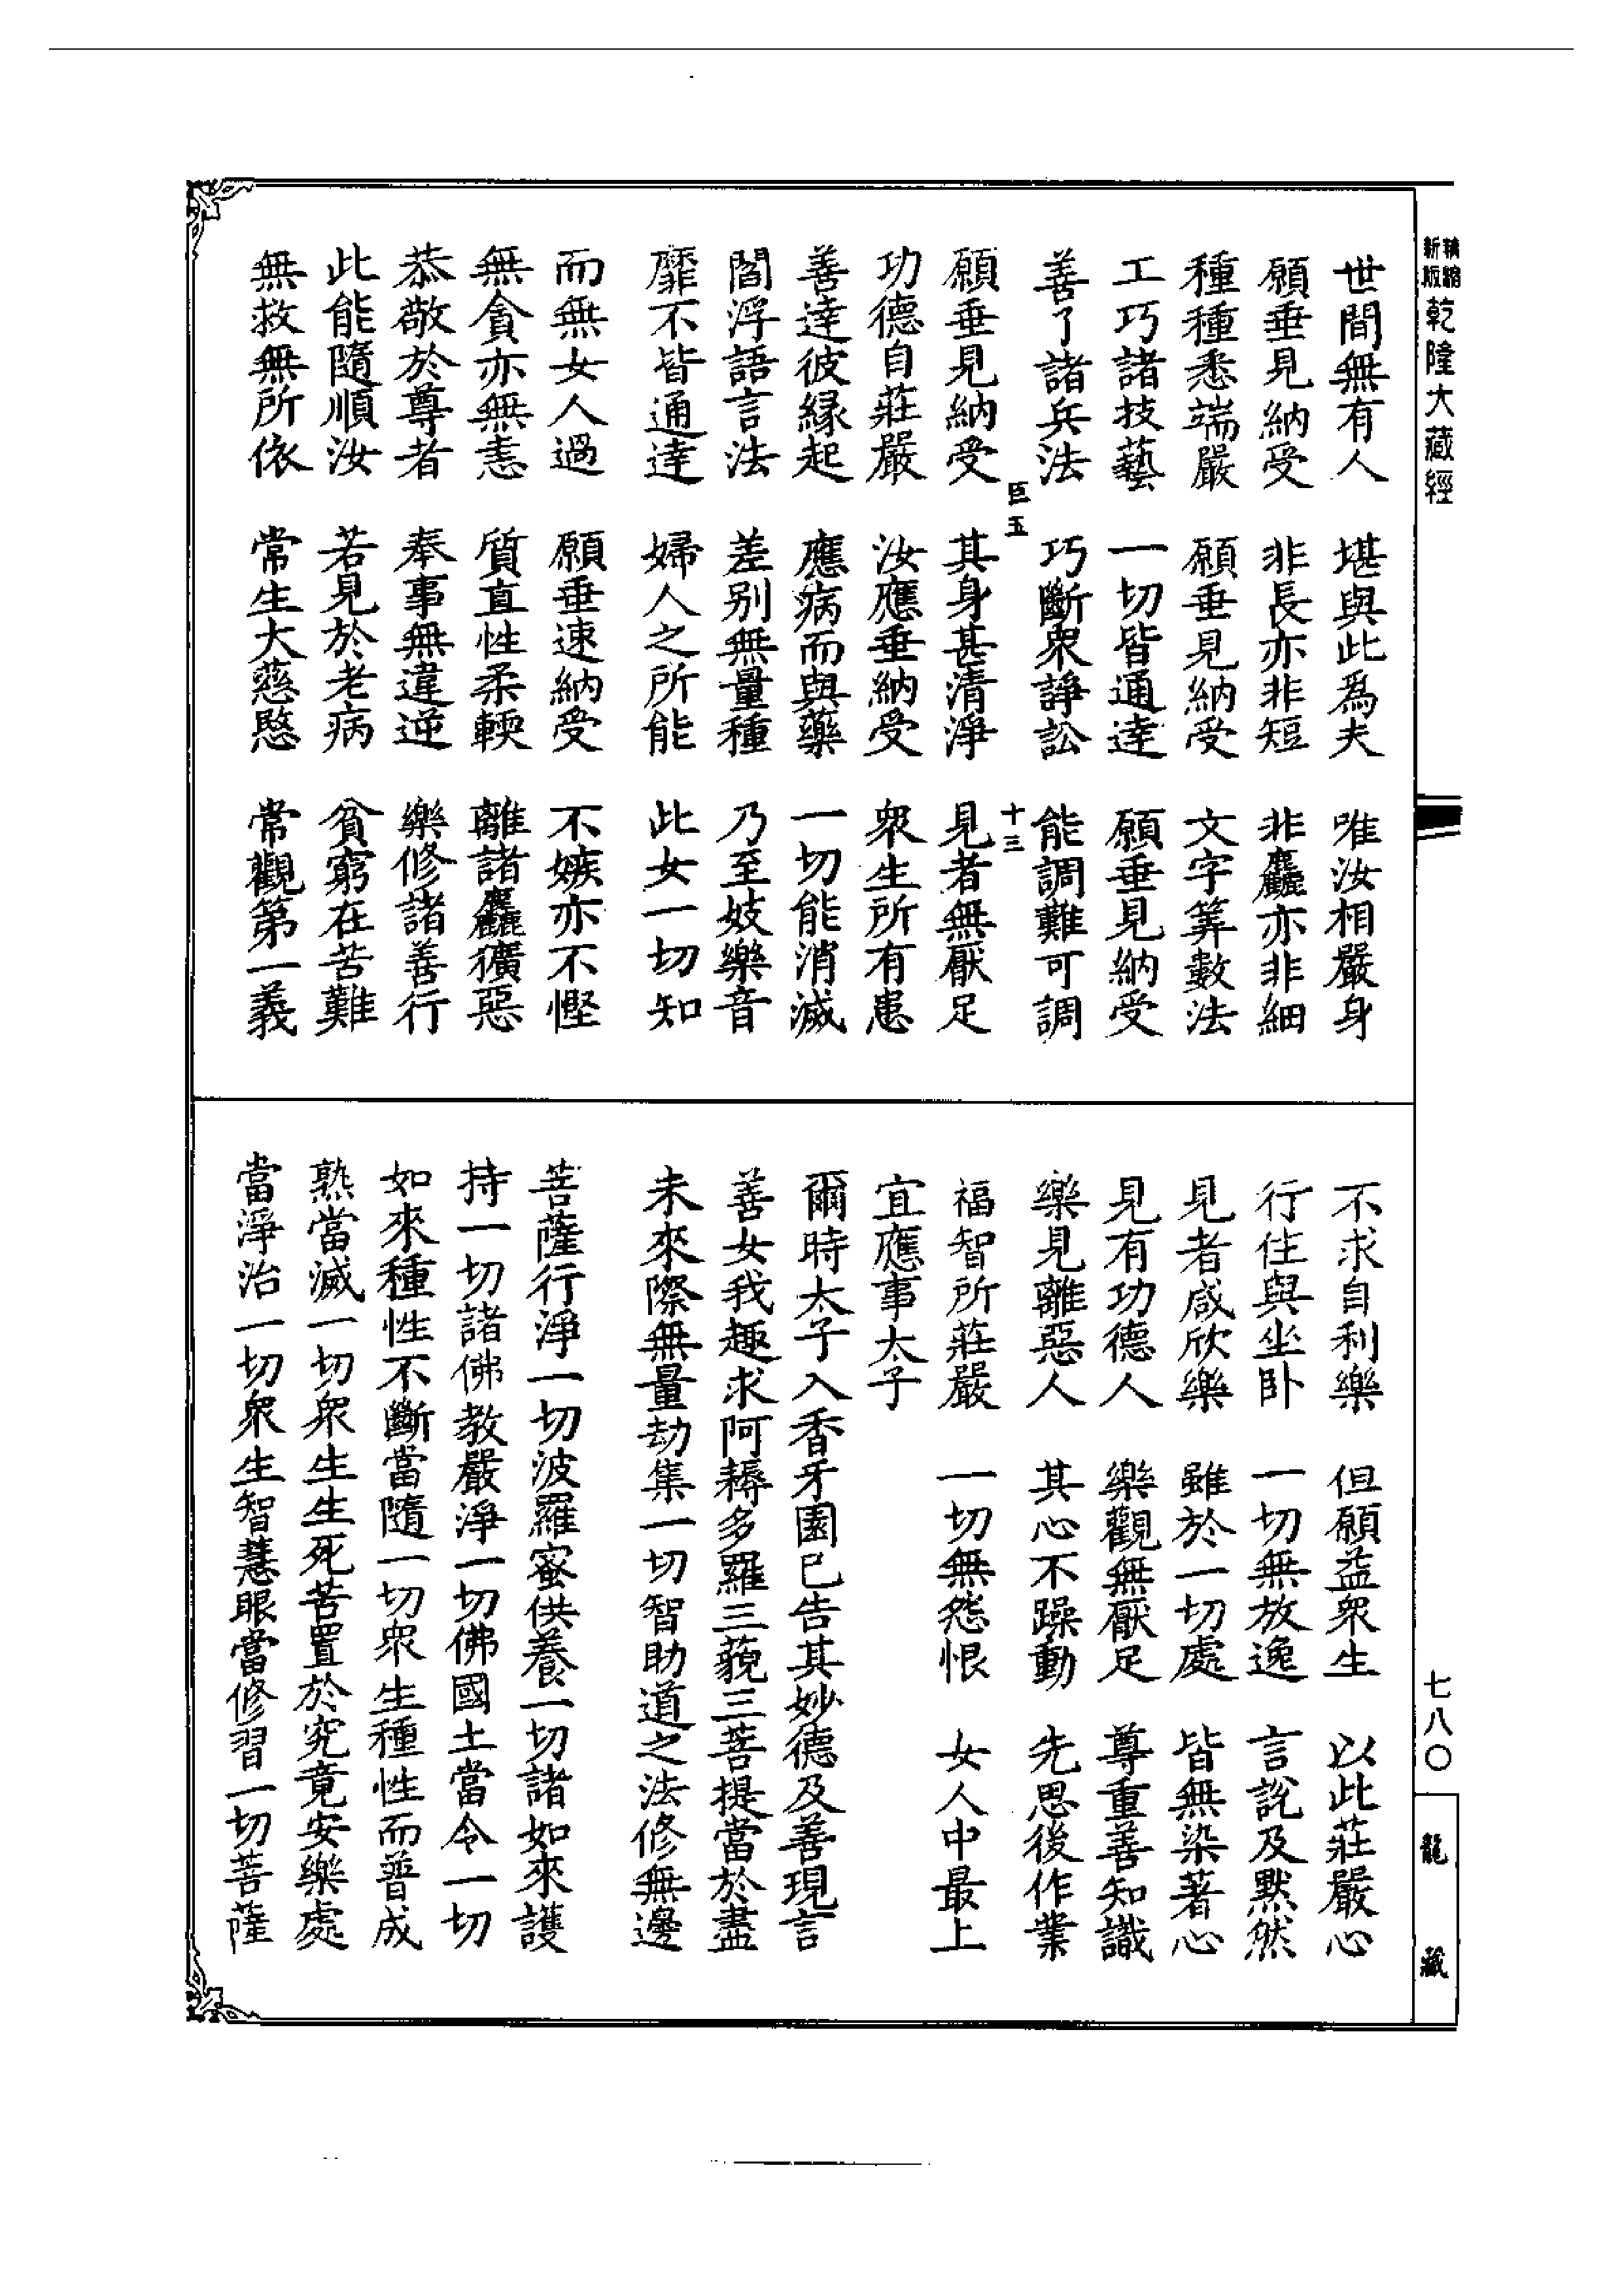 精縮新版乾隆大藏經
世間無有人 堪與此爲夫 唯汝相嚴身
願垂見納受 非長亦非短 非麤亦非細
種種悉端嚴 願垂見納受 文字筭數法
工巧諸技藝 一切皆通達 願垂見納受
善了諸兵法 巧斷衆諍訟 能調難可調
巨五 十三
願垂見納受 其身甚清淨 見者無厭足
功德自莊嚴 汝應垂納受 衆生所有患
善達彼緣起 應病而與藥 一切能消滅
閻浮語言法 差別無量種 乃至妓樂音
靡不皆通達 婦人之所能 此女一切知
而無女人過 願垂速納受 不嫉亦不慳
無貪亦無恚 質直性柔輭 離諸麤獷惡
恭敬於尊者 奉事無違逆 樂修諸善行
此能隨順汝 若見於老病 貧窮在苦難
無救無所依 常生大慈愍 常觀第一義
不求自利樂 但願益衆生 以此莊嚴心
行住與坐臥 一切無放逸 言說及默然
見者咸欣樂 雖於一切處 皆無染著心
見有功德人 樂觀無厭足 尊重善知識
樂見離惡人 其心不躁動 先思後作業
福智所莊嚴 一切無怨恨 女人中最上
宜應事太子
爾時太子入香牙園已告其妙德及善現言
善女我趣求阿耨多羅三藐三菩提當於盡
未來際無量劫集一切智助道之法修無邊
菩薩行淨一切波羅蜜供養一切諸如來護
持一切諸佛教嚴淨一切佛國土當令一切
如來種性不斷當隨一切衆生種性而普成
熟當滅一切衆生生死苦置於究竟安樂處
當淨治一切衆生智慧眼當修習一切菩薩
七八〇
龍藏